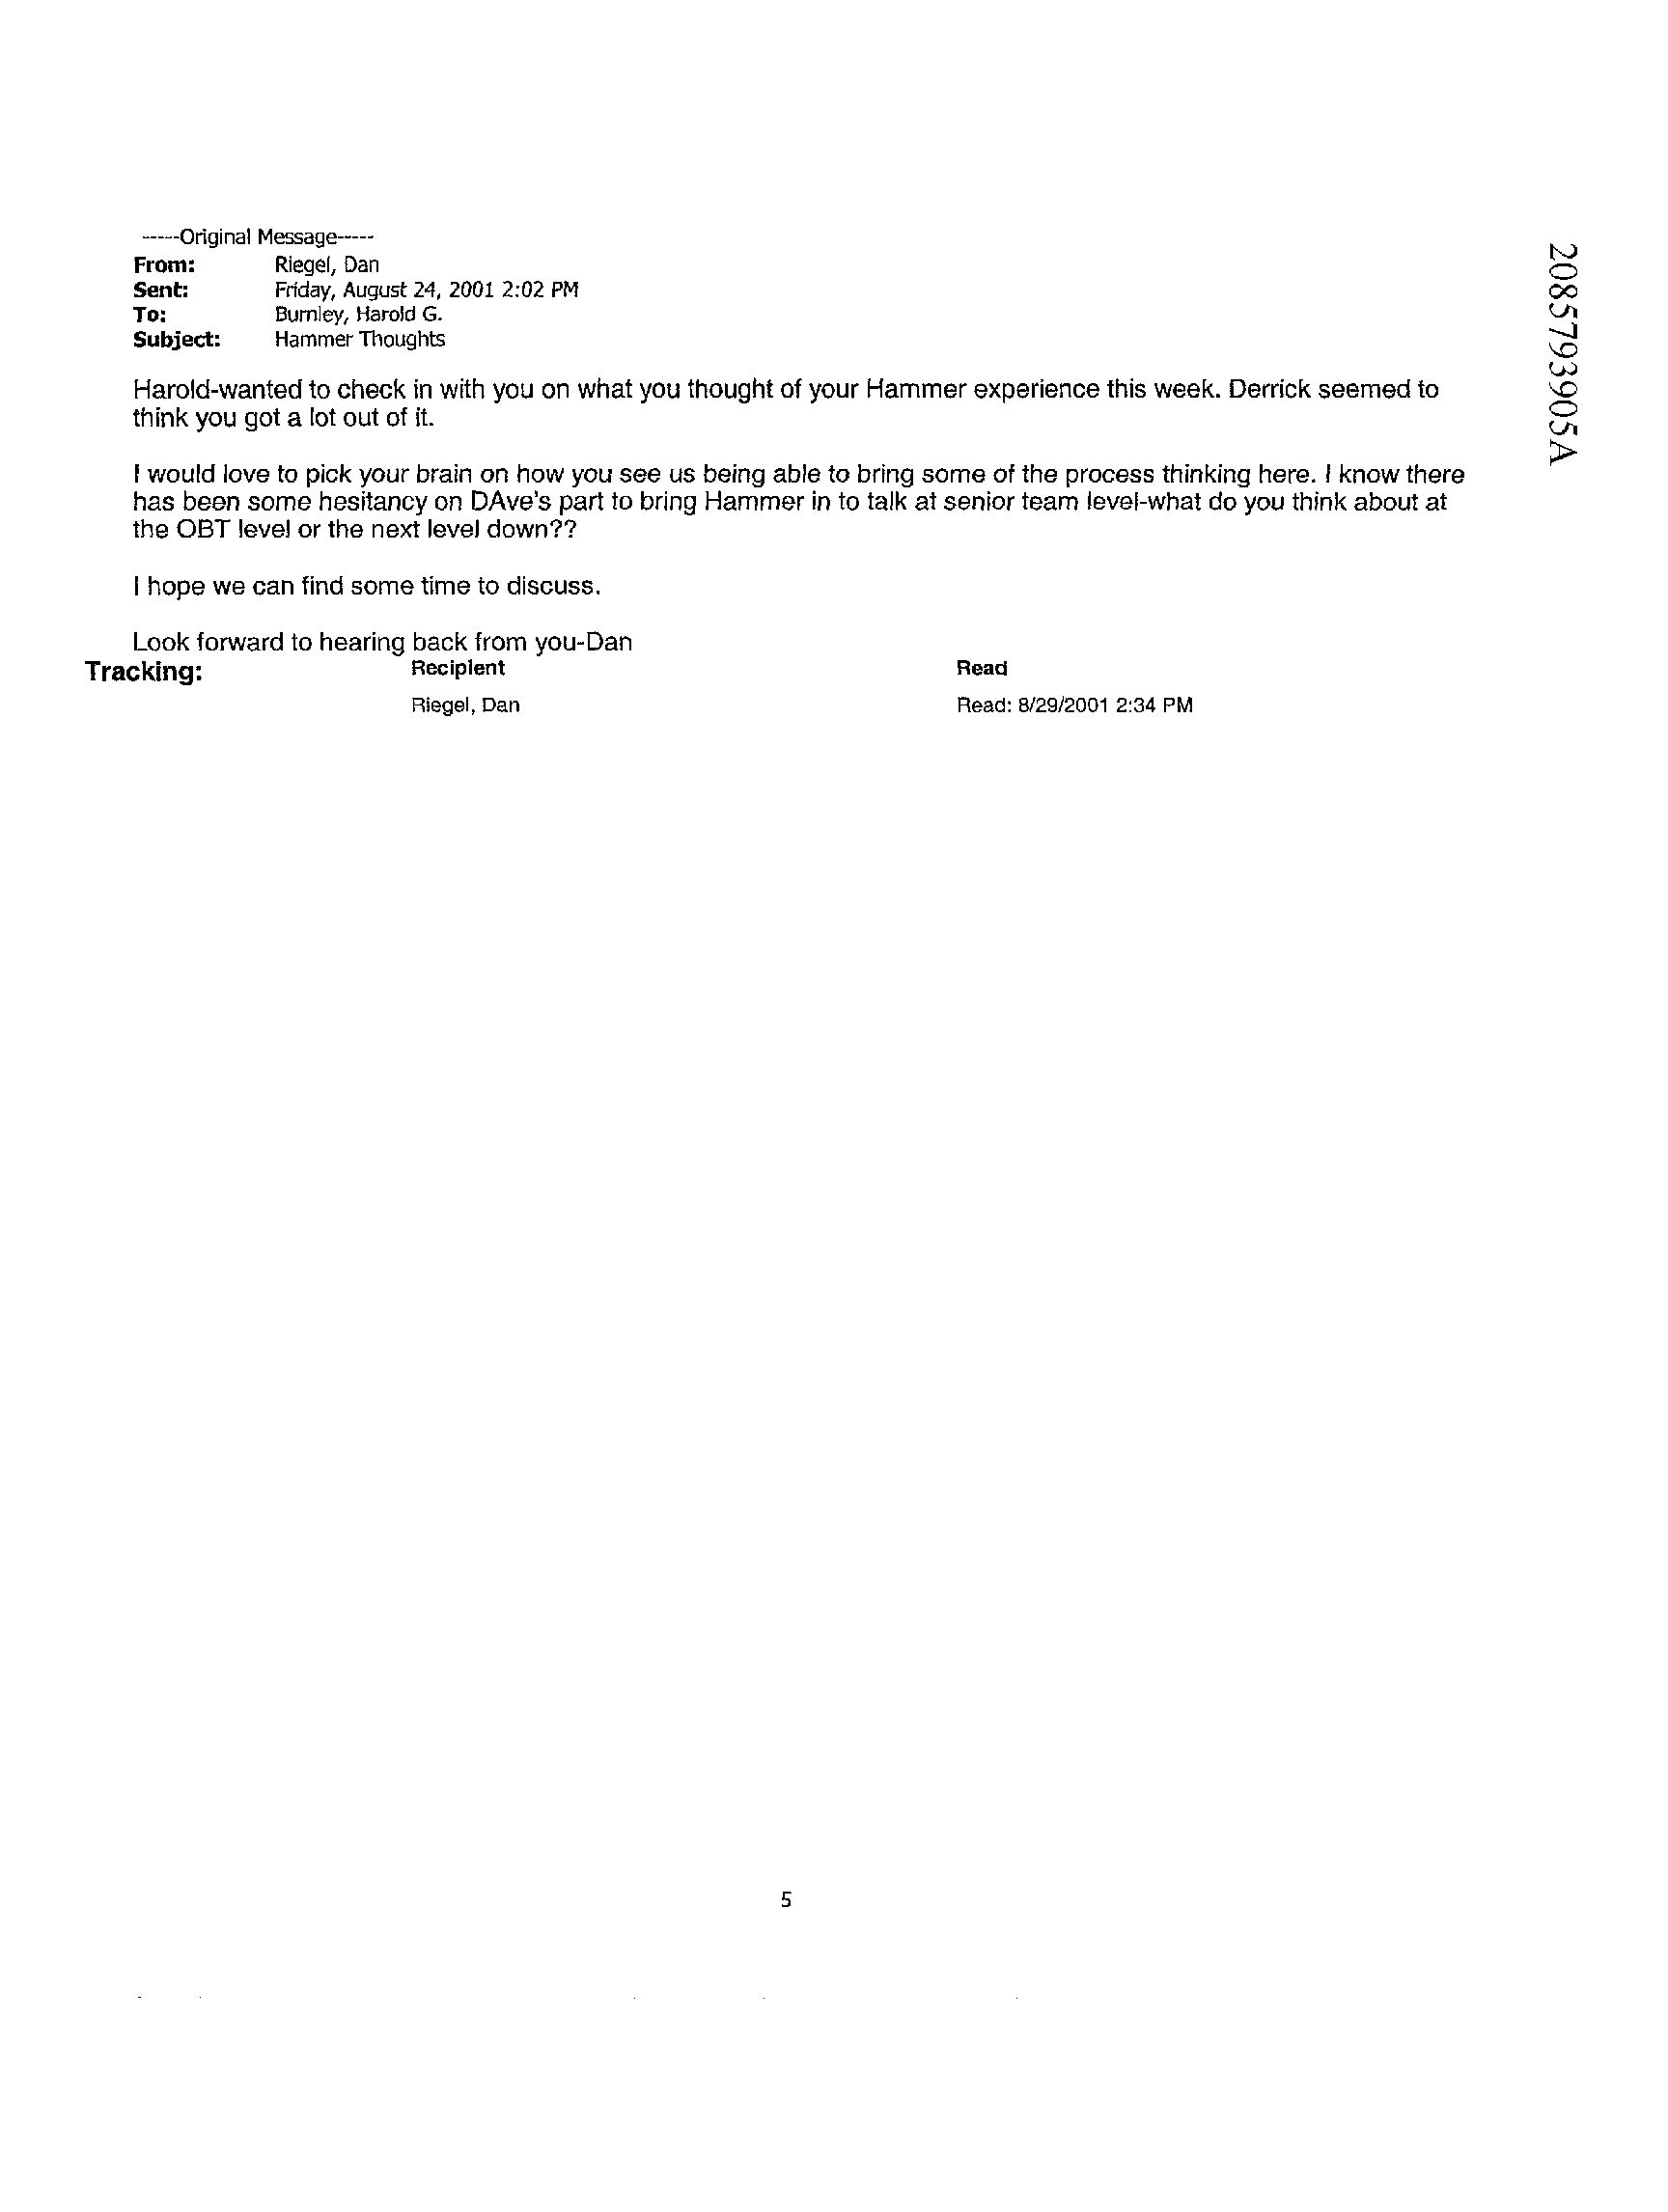 -----Original Message-----
From: Riegel, Dan
Sent: Friday, August 24, 2001 2:02 PM
To: Burnley, Harold G.
Subject: Hammer Thoughts
Harold-wanted to check in with you on what you thought of your Hammer experience this week. Derrick seemed to
think you got a lot out of it.
I would love to pick your brain on how you see us being able to bring some of the process thinking here. I know there
has been some hesitancy on DAve's part to bring Hammer in to talk at senior team level-what do you think about at
the OBT level or the next level down??
I hope we can find some time to discuss.
Look forward to hearing back from you-Dan
Tracking: Recipient Read
Riegel, Dan Read: 8/29/2001 2:34 PM
5
2085793905A